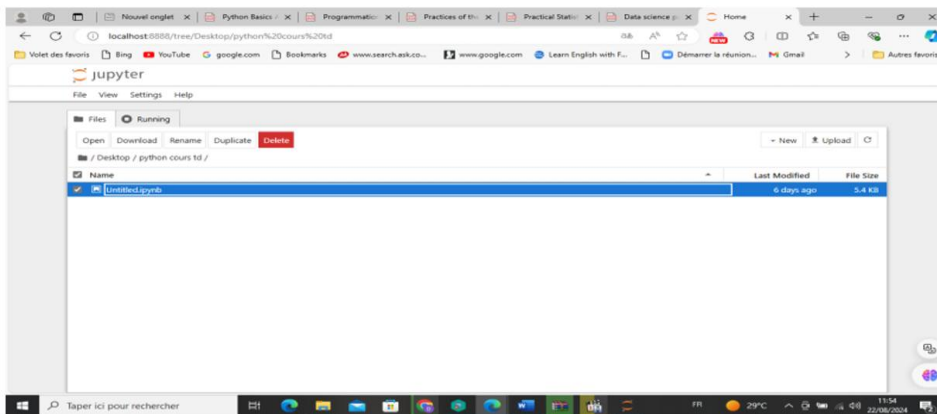 Nouvel onglet Python Basics / Programmation Practices of the Practical Statist Data science p Home
localhost:8888/tree/Desktop/python%20cours%20td
Volet des favoris Bing YouTube google.com Bookmarks www.search.ask.co... www.google.com Learn English with F... Démarrer la réunion... Gmail Autres favoris
jupyter
File View Settings Help
Files Running
Open Download Rename Duplicate Delete New Upload
/ Desktop / python cours td /
Name Last Modified File Size
Untitled.ipynb 6 days ago 5.4 KB
Taper ici pour rechercher FR 29°C 11:54
22/08/2024